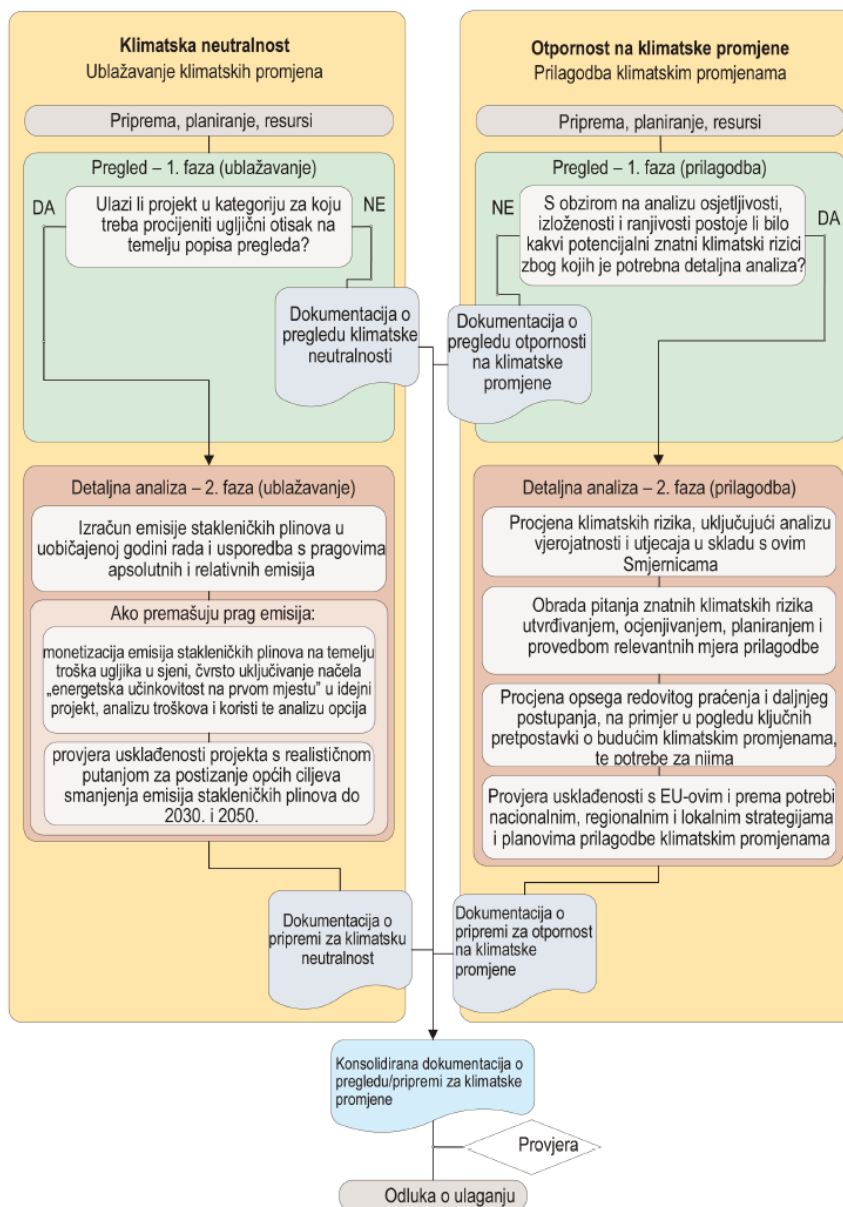 Klimatska neutralnost
Ublažavanje klimatskih promjena
Priprema, planiranje, resursi
Pregled – 1. faza (ublažavanje)
DA
Ulazi li projekt u kategoriju za koju
treba procijeniti ugljični otisak na
temelju popisa pregleda?
NE
Dokumentacija o
pregledu klimatske
neutralnosti
Detaljna analiza – 2. faza (ublažavanje)
Izračun emisije stakleničkih plinova u
uobičajenoj godini rada i usporedba s pragovima
apsolutnih i relativnih emisija
Ako premašuju prag emisija:
monetizacija emisija stakleničkih plinova na temelju
troška ugljika u sjeni, čvrsto uključivanje načela
„energetska učinkovitost na prvom mjestu” u idejni
projekt, analizu troškova i koristi te analizu opcija
provjera usklađenosti projekta s realističnom
putanjom za postizanje općih ciljeva
smanjenja emisija stakleničkih plinova do
2030. i 2050.
Dokumentacija o
pripremi za klimatsku
neutralnost
Otpornost na klimatske promjene
Prilagodba klimatskim promjenama
Priprema, planiranje, resursi
Pregled – 1. faza (prilagodba)
NE
S obzirom na analizu osjetljivosti,
izloženosti i ranjivosti postoje li bilo
kakvi potencijalni znatni klimatski rizici
zbog kojih je potrebna detaljna analiza?
DA
Dokumentacija o
pregledu otpornosti
na klimatske
promjene
Detaljna analiza – 2. faza (prilagodba)
Procjena klimatskih rizika, uključujući analizu
vjerojatnosti i utjecaja u skladu s ovim
Smjernicama
Obrada pitanja znatnih klimatskih rizika
utvrđivanjem, ocjenjivanjem, planiranjem i
provedbom relevantnih mjera prilagodbe
Procjena opsega redovitog praćenja i daljnjeg
postupanja, na primjer u pogledu ključnih
pretpostavki o budućim klimatskim promjenama,
te potrebe za njima
Provjera usklađenosti s EU-ovim i prema potrebi
nacionalnim, regionalnim i lokalnim strategijama
i planovima prilagodbe klimatskim promjenama
Dokumentacija o
pripremi za otpornost
na klimatske
promjene
Konsolidirana dokumentacija o
pregledu/pripremi za klimatske
promjene
Provjera
Odluka o ulaganju